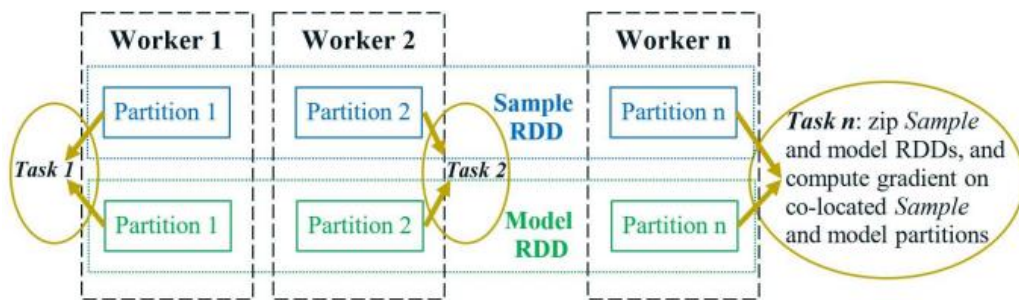 Worker 1
Worker 2
Worker n
Partition 1
Partition 2
Sample
RDD
Partition n
Task 1
Task 2
Task n: zip Sample
and model RDDs, and
compute gradient on
co-located Sample
and model partitions
Partition 1
Partition 2
Model
RDD
Partition n